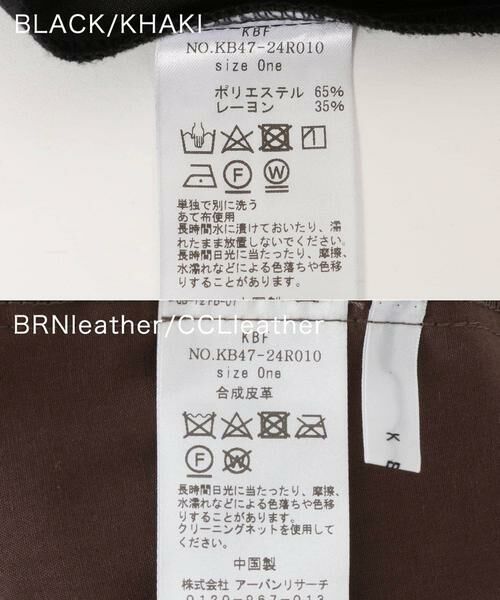 BLACK/KHAKI
KBF
NO.KB47-24R010
size One
ポリエステル 65%
レーヨン 35%
単独で別に洗う
あて布使用
長時間水に漬けておいたり、濡
れたまま放置しないでください。
長時間日光に当たったり、摩擦、
水濡れなどによる色落ちや色移
りすることがあります。
中国製
BRNleather/CCLleather
KBF
NO.KB47-24R010
size One
合成皮革
K B
長時間日光に当たったり、摩擦、
水濡れなどによる色落ちや色移
りすることがあります。
クリーニングネットを使用して
ください。
中国製
株式会社 アーバンリサーチ
0120-967-013